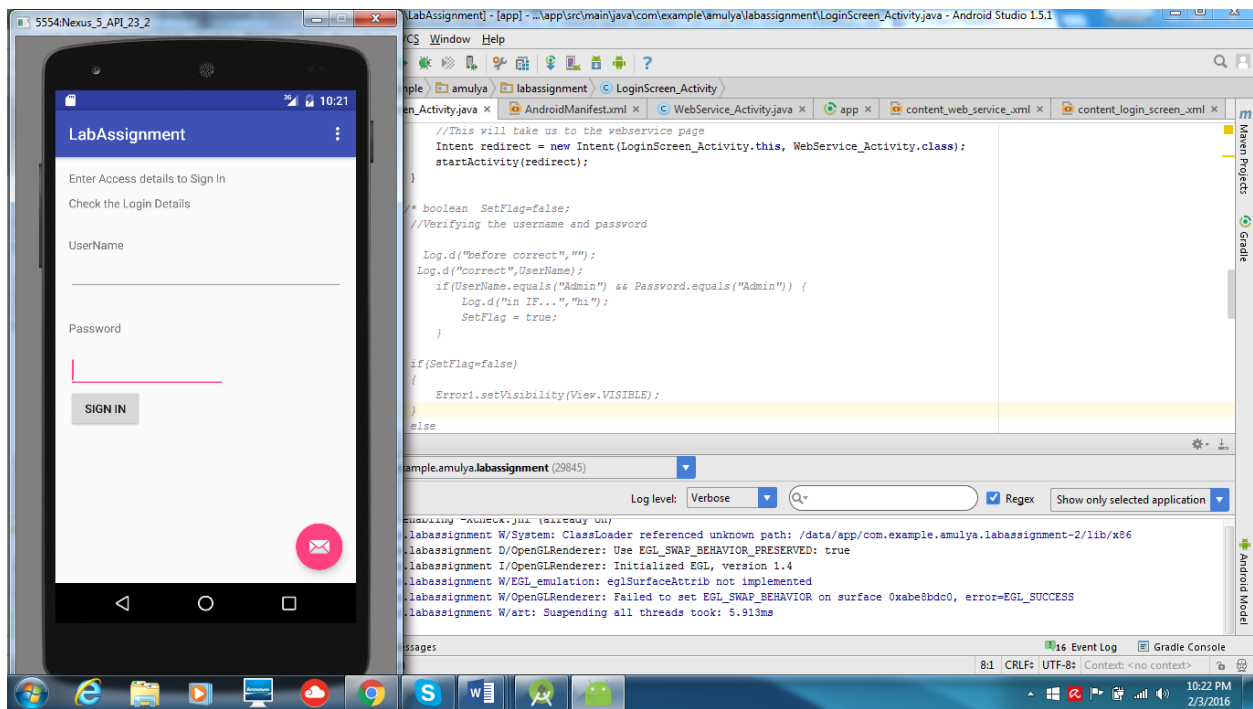 5554:Nexus_5_API_23_2
\LabAssignment] - [app] - ...\app\src\main\java\com\example\amulya\labassignment\LoginScreen_Activity.java - Android Studio 1.5.1
VCS Window Help
amulya labassignment LoginScreen_Activity
en_Activity.java AndroidManifest.xml WebService_Activity.java app content_web_service_.xml content_login_screen_.xml
3G 10:21
LabAssignment
Enter Access details to Sign In
Check the Login Details
UserName
Password
SIGN IN
//This will take us to the webservice page
Intent redirect = new Intent(LoginScreen_Activity.this, WebService_Activity.class);
startActivity(redirect);
}
/* boolean SetFlag=false;
//Verifying the username and password
Log.d("before correct","");
Log.d("correct",UserName);
if(UserName.equals("Admin") && Password.equals("Admin")) {
Log.d("in IF...","hi");
SetFlag = true;
}
if(SetFlag=false)
{
Error1.setVisibility(View.VISIBLE);
}
else
Maven Projects
Gradle
Android Model
ample.amulya.labassignment (29845)
Log level: Verbose Regex Show only selected application
enabling -Xcheck:jni (already on)
.labassignment W/System: ClassLoader referenced unknown path: /data/app/com.example.amulya.labassignment-2/lib/x86
.labassignment D/OpenGLRenderer: Use EGL_SWAP_BEHAVIOR_PRESERVED: true
.labassignment I/OpenGLRenderer: Initialized EGL, version 1.4
.labassignment W/EGL_emulation: eglSurfaceAttrib not implemented
.labassignment W/OpenGLRenderer: Failed to set EGL_SWAP_BEHAVIOR on surface 0xabe8bdc0, error=EGL_SUCCESS
.labassignment W/art: Suspending all threads took: 5.913ms
ssages 16 Event Log Gradle Console
8:1 CRLF UTF-8 Context: <no context>
lenovo
10:22 PM
2/3/2016